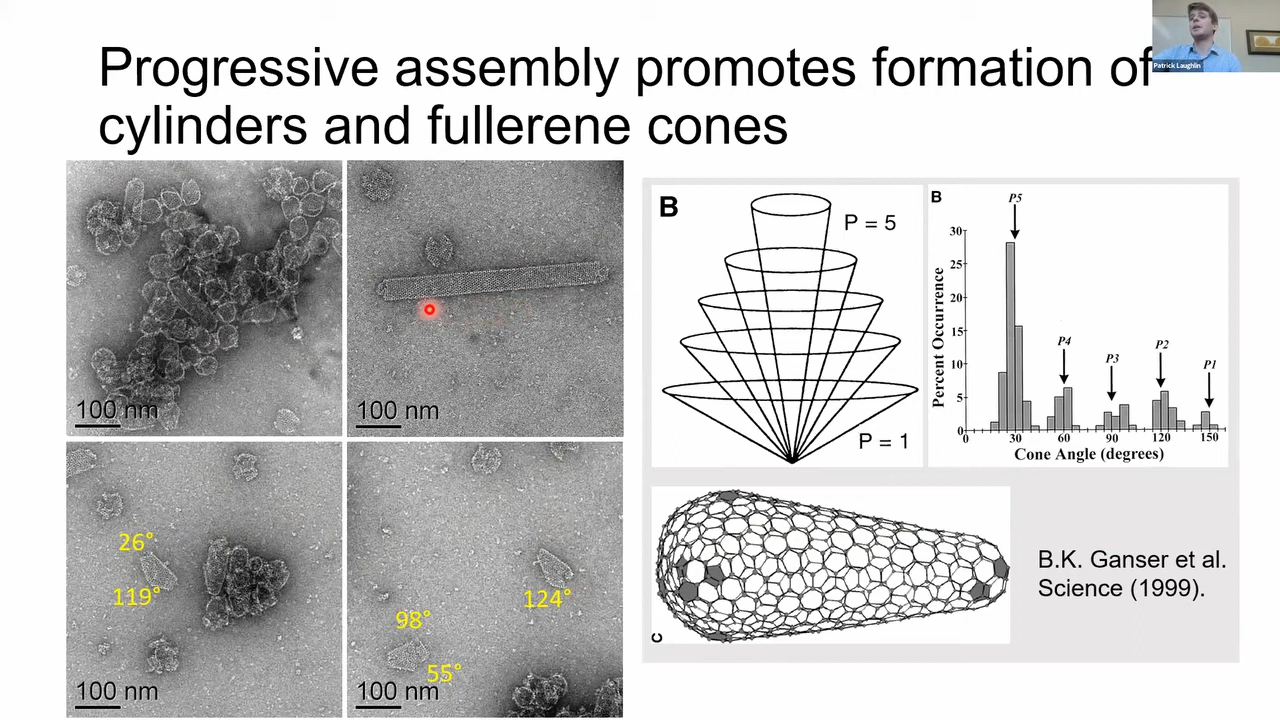 Progressive assembly promotes formation of
cylinders and fullerene cones
Patrick Laughlin
100 nm
100 nm
26°
119°
100 nm
98°
124°
55°
100 nm
B
P = 5
P = 1
B
P5
P4
P3
P2
P1
Percent Occurrence
30
25
20
15
10
5
0
0 30 60 90 120 150
Cone Angle (degrees)
C
B.K. Ganser et al.
Science (1999).